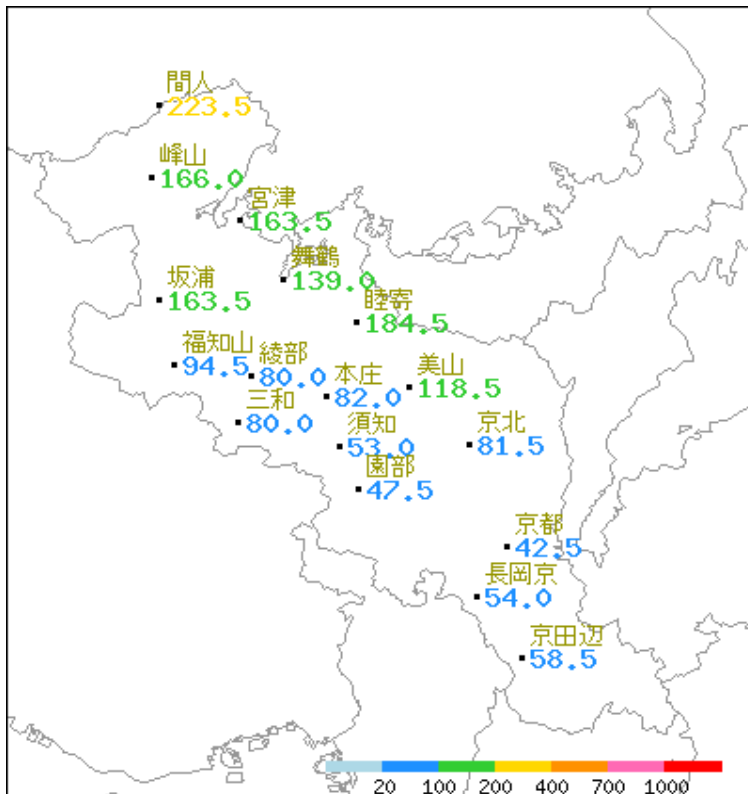 間人
223.5
峰山
166.0
宮津
163.5
舞鶴
139.0
坂浦
163.5
睦寄
184.5
福知山
94.5
綾部
80.0
本庄
82.0
美山
118.5
三和
80.0
須知
53.0
京北
81.5
園部
47.5
京都
42.5
長岡京
54.0
京田辺
58.5
20 100 200 400 700 1000